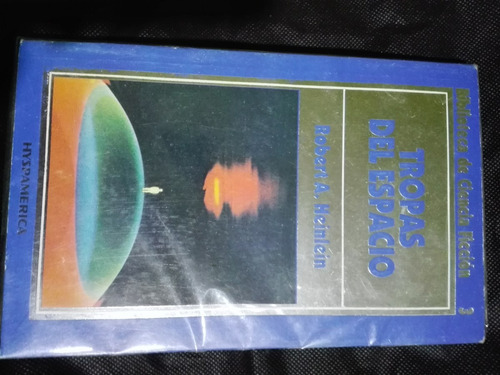 Biblioteca de Ciencia Ficción 3
TROPAS
DEL ESPACIO
Robert A. Heinlein
HYSPAMERICA